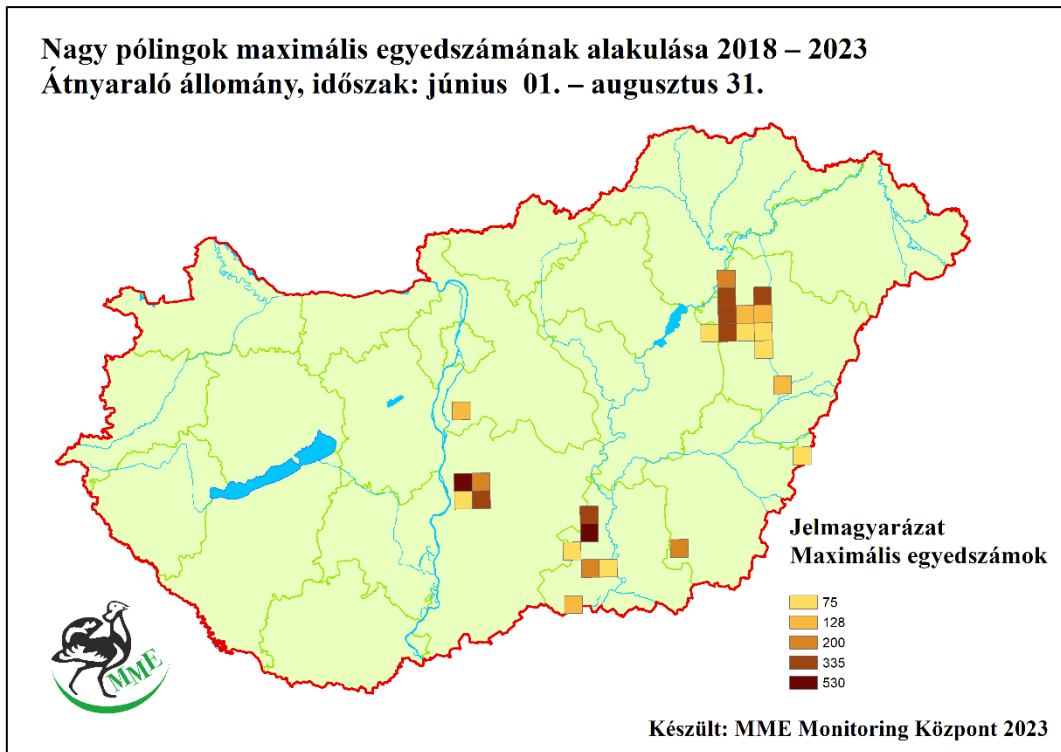 Nagy pólingok maximális egyedszámának alakulása 2018 – 2023
Átnyaraló állomány, időszak: június 01. – augusztus 31.
Jelmagyarázat
Maximális egyedszámok
75
128
200
335
530
MME
Készült: MME Monitoring Központ 2023